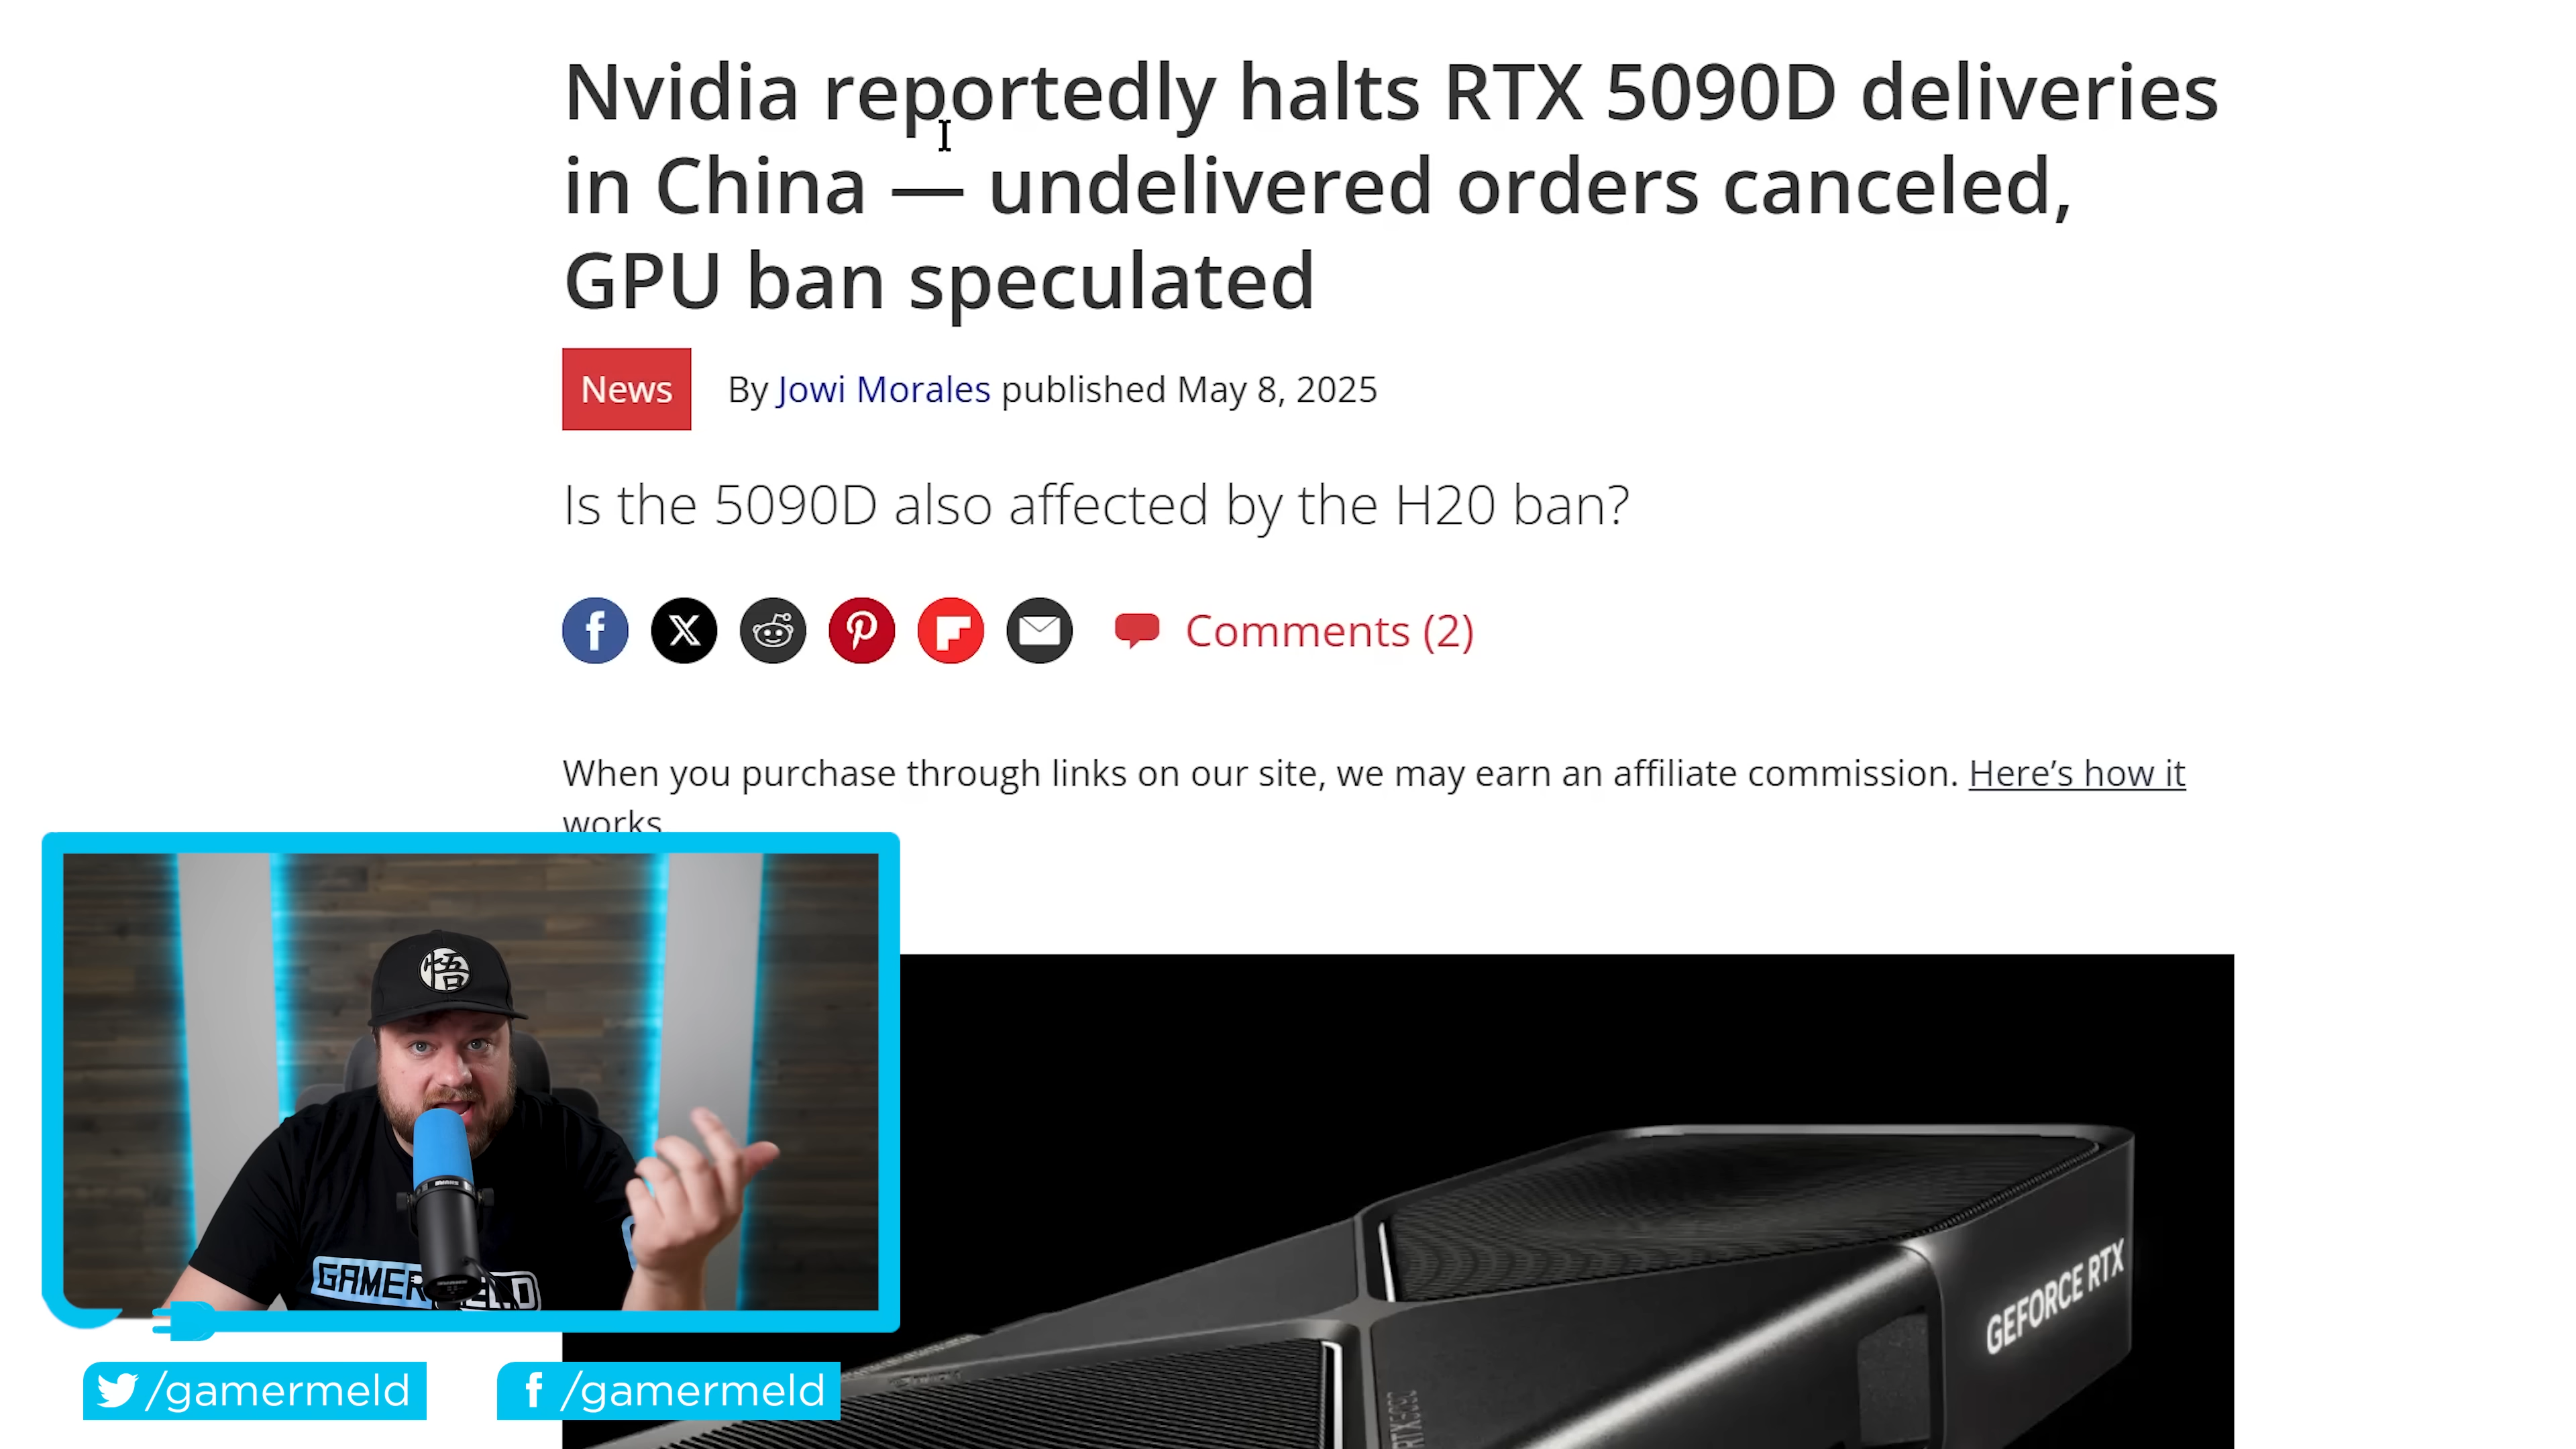 Nvidia reportedly halts RTX 5090D deliveries
in China — undelivered orders canceled,
GPU ban speculated
News
By Jowi Morales published May 8, 2025
Is the 5090D also affected by the H20 ban?
Comments (2)
When you purchase through links on our site, we may earn an affiliate commission. Here's how it
works.
悟
GEFORCE RTX
/gamermeld
/gamermeld